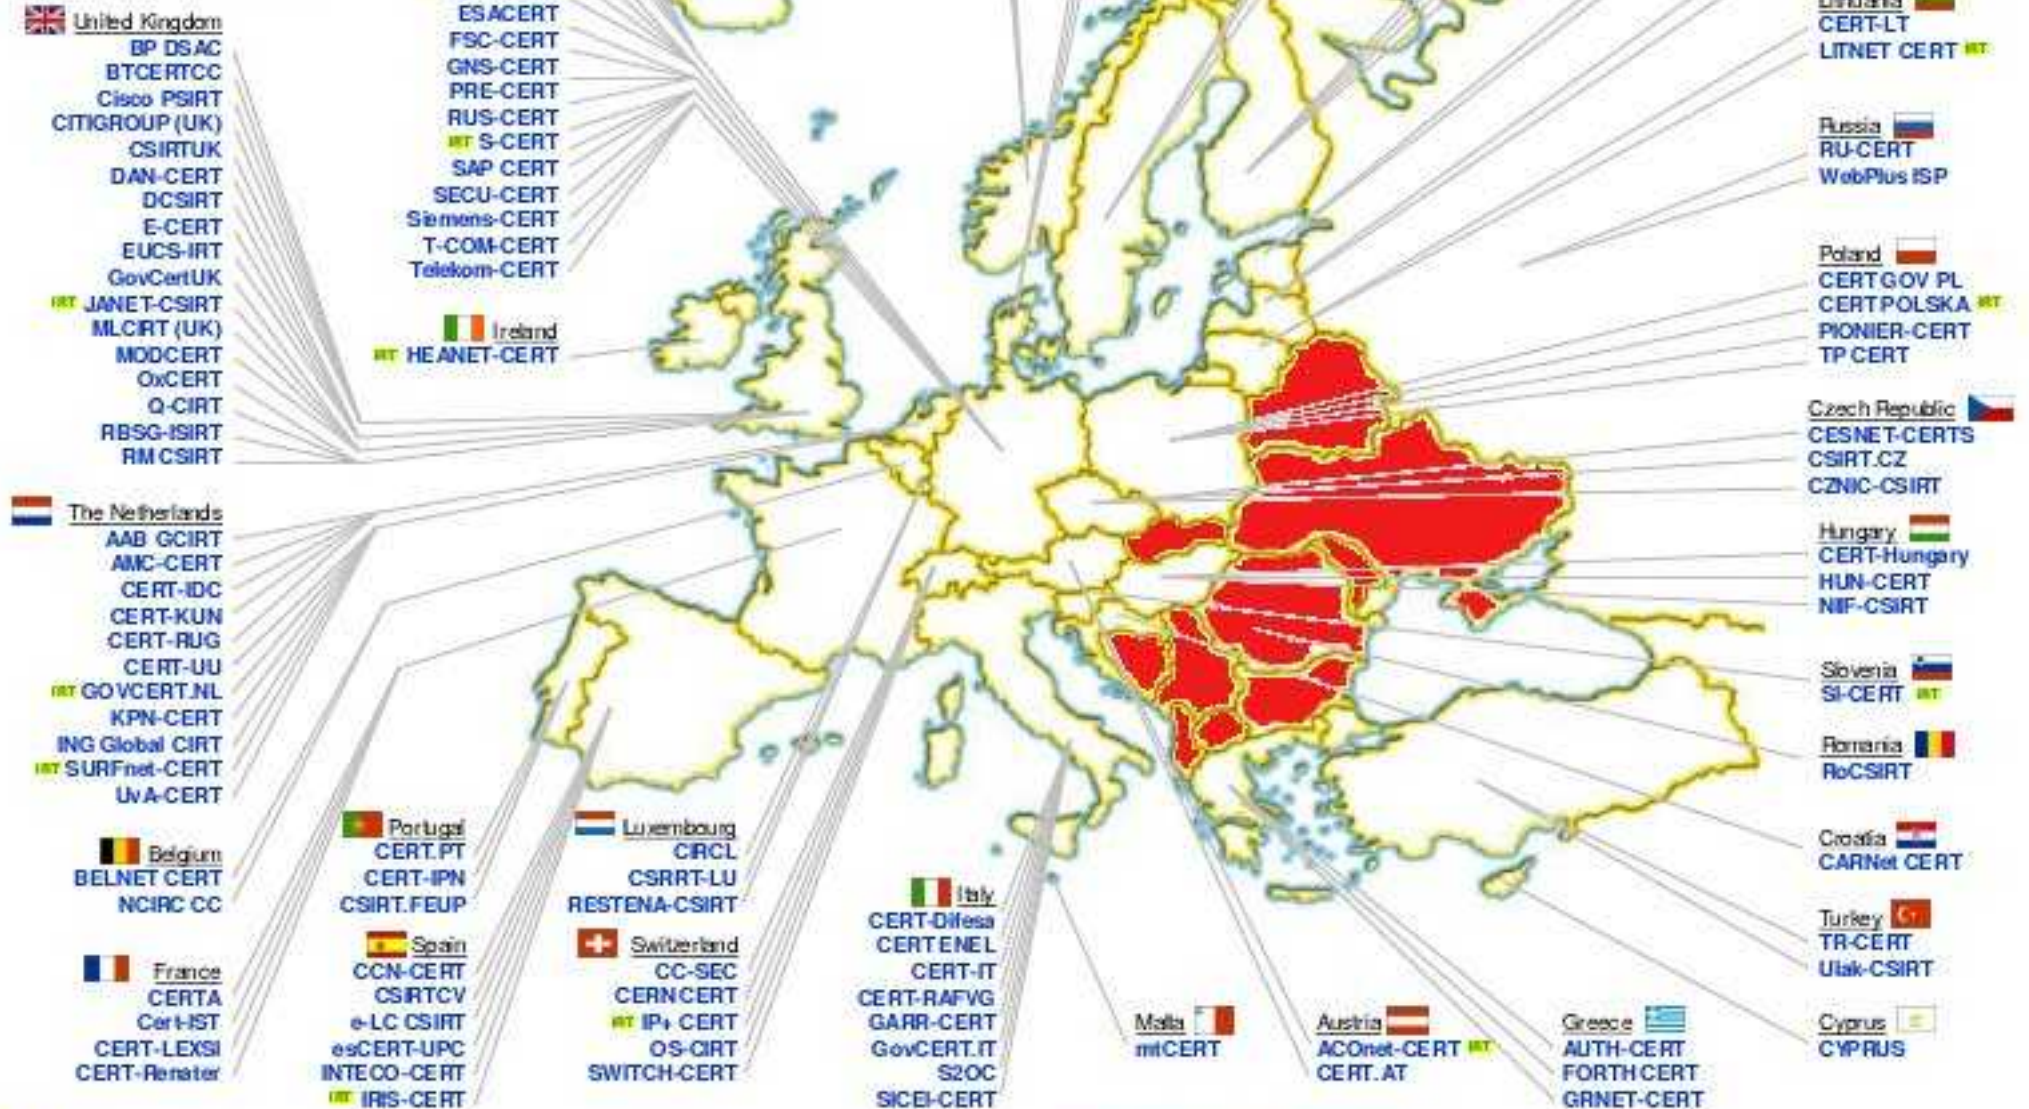 United Kingdom
BP DSAC
BTCERTCC
Cisco PSIRT
CITIGROUP (UK)
CSIRTUK
DAN-CERT
DCSIRT
E-CERT
EUCS-IRT
GovCertUK
IRT JANET-CSIRT
MLCIRT (UK)
MODCERT
OxCERT
Q-CIRT
RBSG-ISIRT
RM CSIRT
The Netherlands
AAB GCIRT
AMC-CERT
CERT-IDC
CERT-KUN
CERT-RUG
CERT-UU
IRT GOVCERT.NL
KPN-CERT
ING Global CIRT
IRT SURFnet-CERT
UvA-CERT
Belgium
BELNET CERT
NCIRC CC
France
CERTA
Cert-IST
CERT-LEXSI
CERT-Renater
ESACERT
FSC-CERT
GNS-CERT
PRE-CERT
RUS-CERT
IRT S-CERT
SAP CERT
SECU-CERT
Siemens-CERT
T-COM-CERT
Telekom-CERT
Ireland
IRT HEANET-CERT
Portugal
CERT.PT
CERT-IPN
CSIRT.FEUP
Spain
CCN-CERT
CSIRTCV
e-LC CSIRT
esCERT-UPC
INTECO-CERT
IRT IRIS-CERT
Luxembourg
CIRCL
CSRRT-LU
RESTENA-CSIRT
Switzerland
CC-SEC
CERN CERT
IRT IP+ CERT
OS-CIRT
SWITCH-CERT
Italy
CERT-Difesa
CERT ENEL
CERT-IT
CERT-RAFVG
GARR-CERT
GovCERT.IT
S2OC
SICEI-CERT
Malta
mtCERT
Austria
ACOnet-CERT IRT
CERT.AT
Greece
AUTH-CERT
FORTH CERT
GRNET-CERT
Lithuania
CERT-LT
LITNET CERT IRT
Russia
RU-CERT
WebPlus ISP
Poland
CERT GOV PL
CERT POLSKA IRT
PIONIER-CERT
TP CERT
Czech Republic
CESNET-CERTS
CSIRT.CZ
CZNIC-CSIRT
Hungary
CERT-Hungary
HUN-CERT
NIIF-CSIRT
Slovenia
SI-CERT IRT
Romania
RoCSIRT
Croatia
CARNet CERT
Turkey
TR-CERT
Ulak-CSIRT
Cyprus
CYPRUS